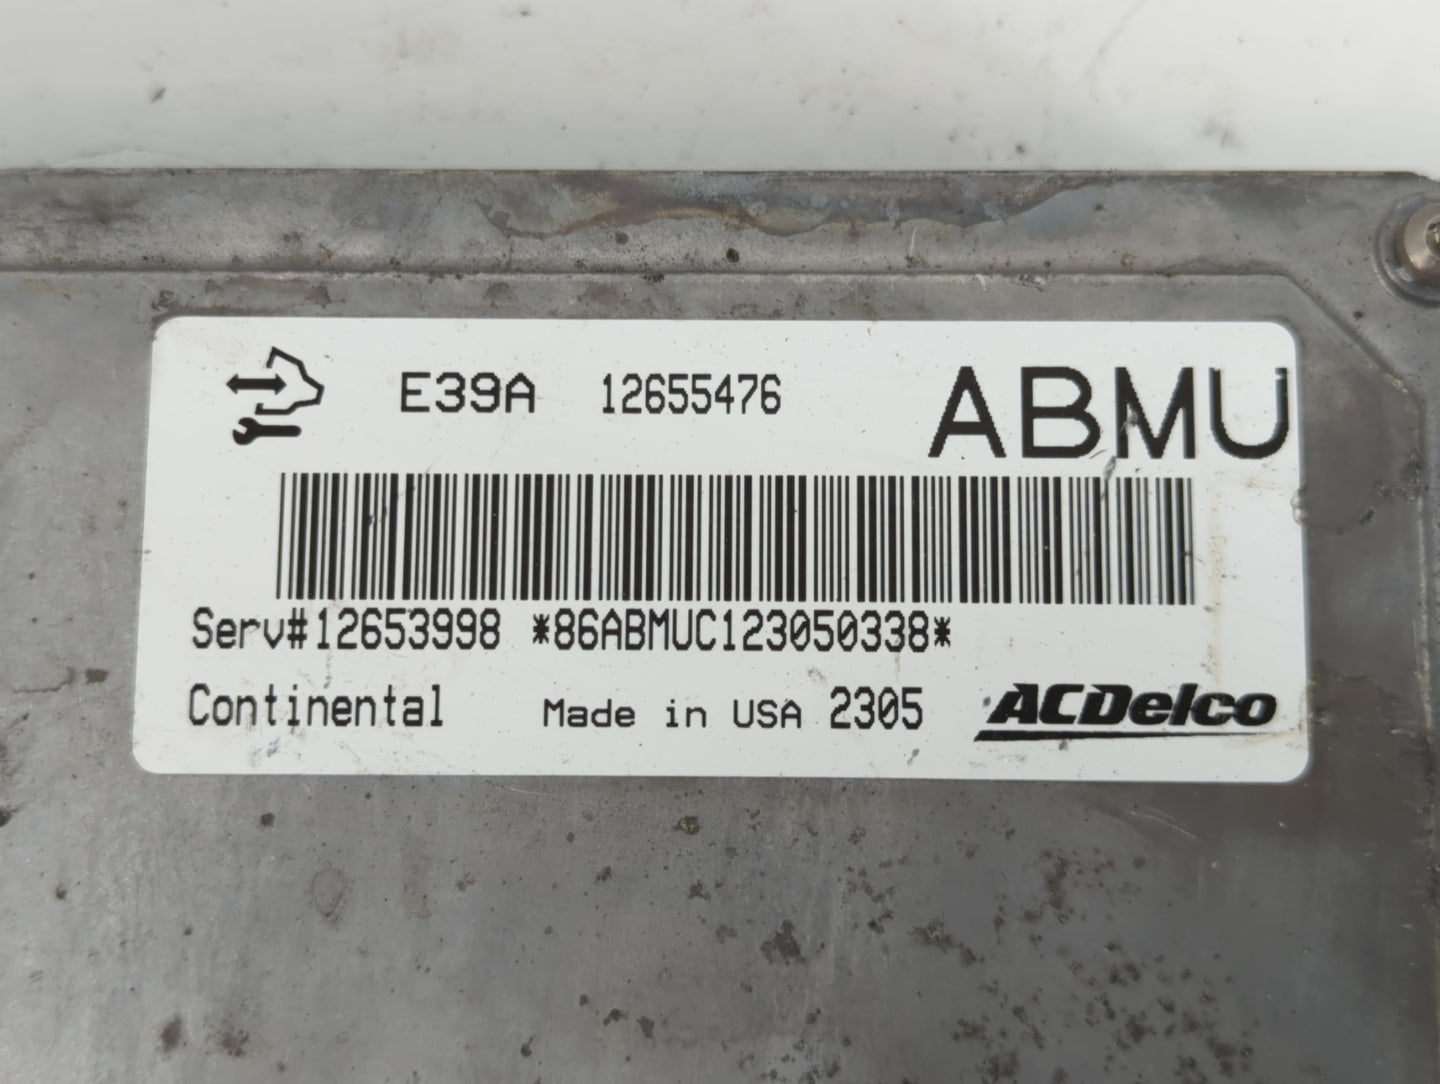 E39A 12655476 ABMU
Serv#12653998 *86ABMUC123050338*
Continental Made in USA 2305 ACDelco